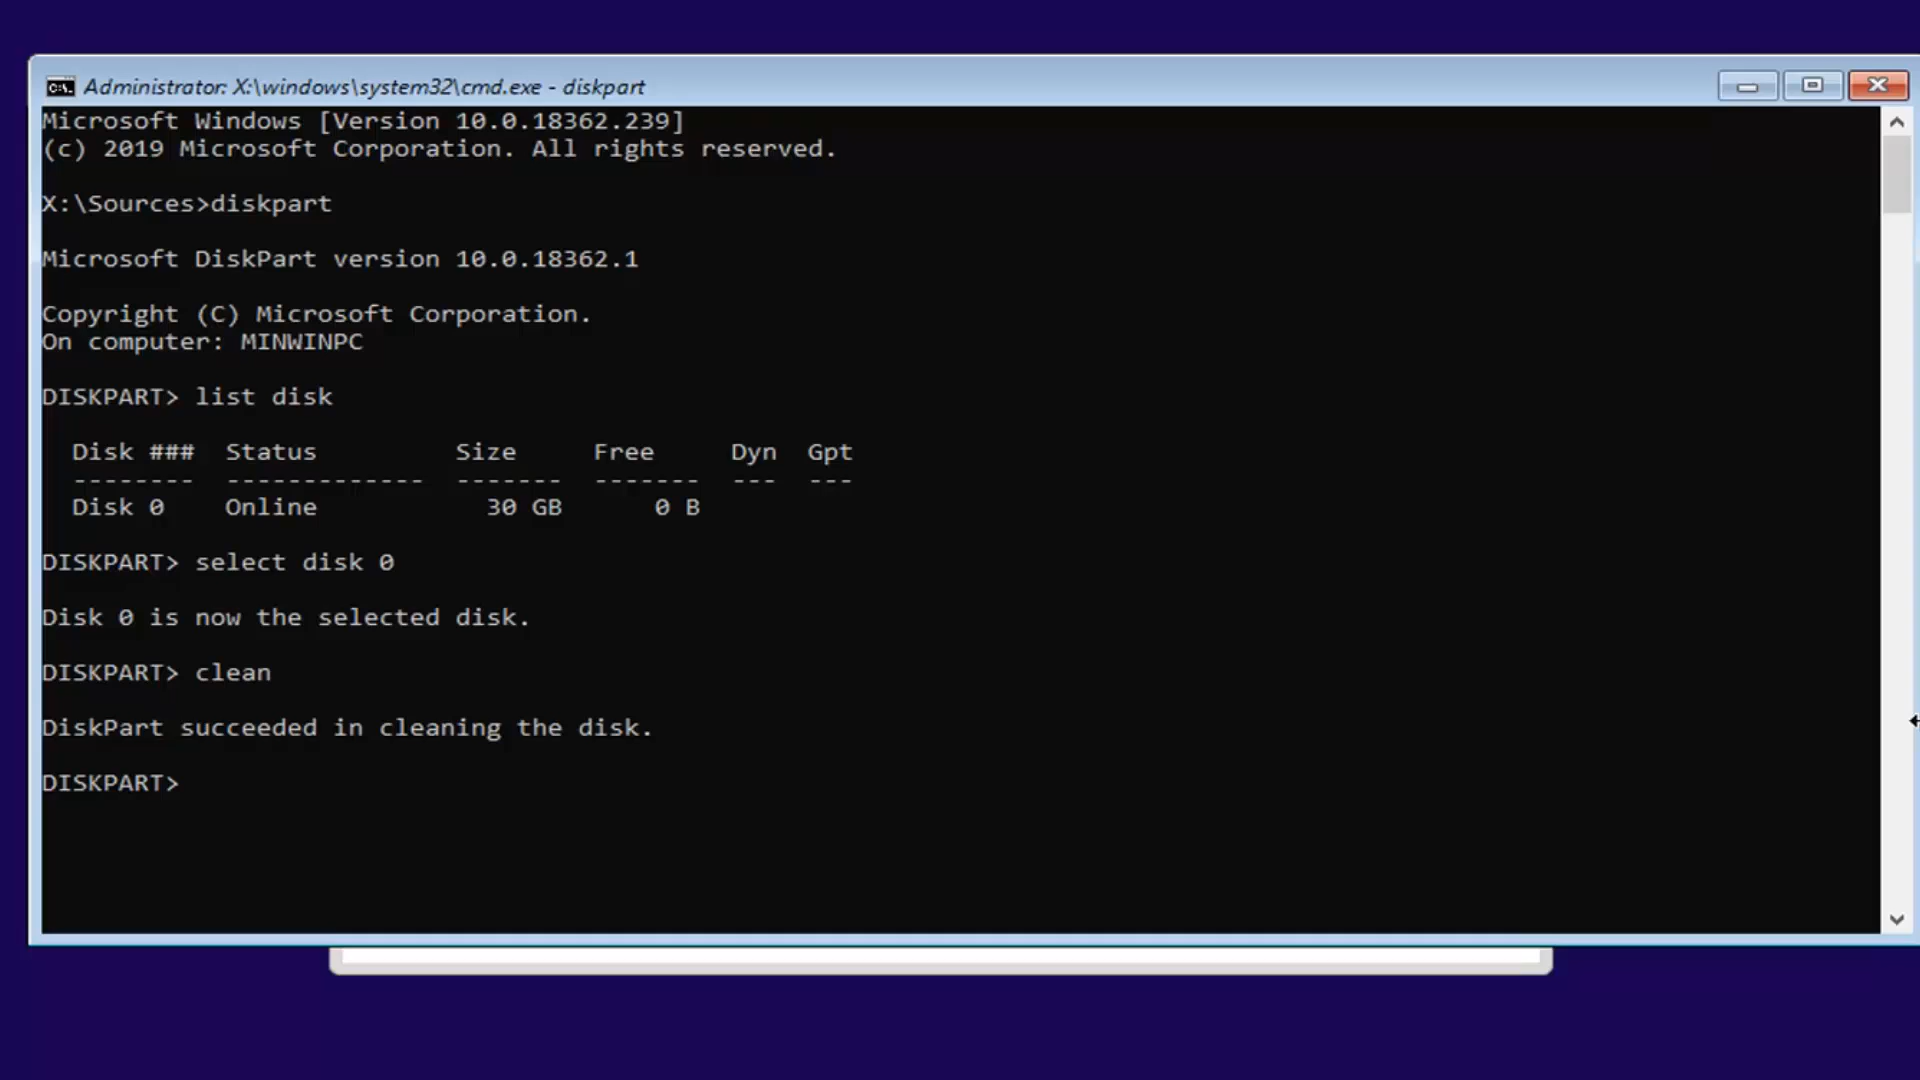 Administrator: X:\windows\system32\cmd.exe - diskpart
Microsoft Windows [Version 10.0.18362.239]
(c) 2019 Microsoft Corporation. All rights reserved.
X:\Sources>diskpart
Microsoft DiskPart version 10.0.18362.1
Copyright (C) Microsoft Corporation.
On computer: MINWINPC
DISKPART> list disk
Disk ###  Status         Size     Free     Dyn  Gpt
--------  -------------  -------  -------  ---  ---
Disk 0    Online           30 GB      0 B
DISKPART> select disk 0
Disk 0 is now the selected disk.
DISKPART> clean
DiskPart succeeded in cleaning the disk.
DISKPART>